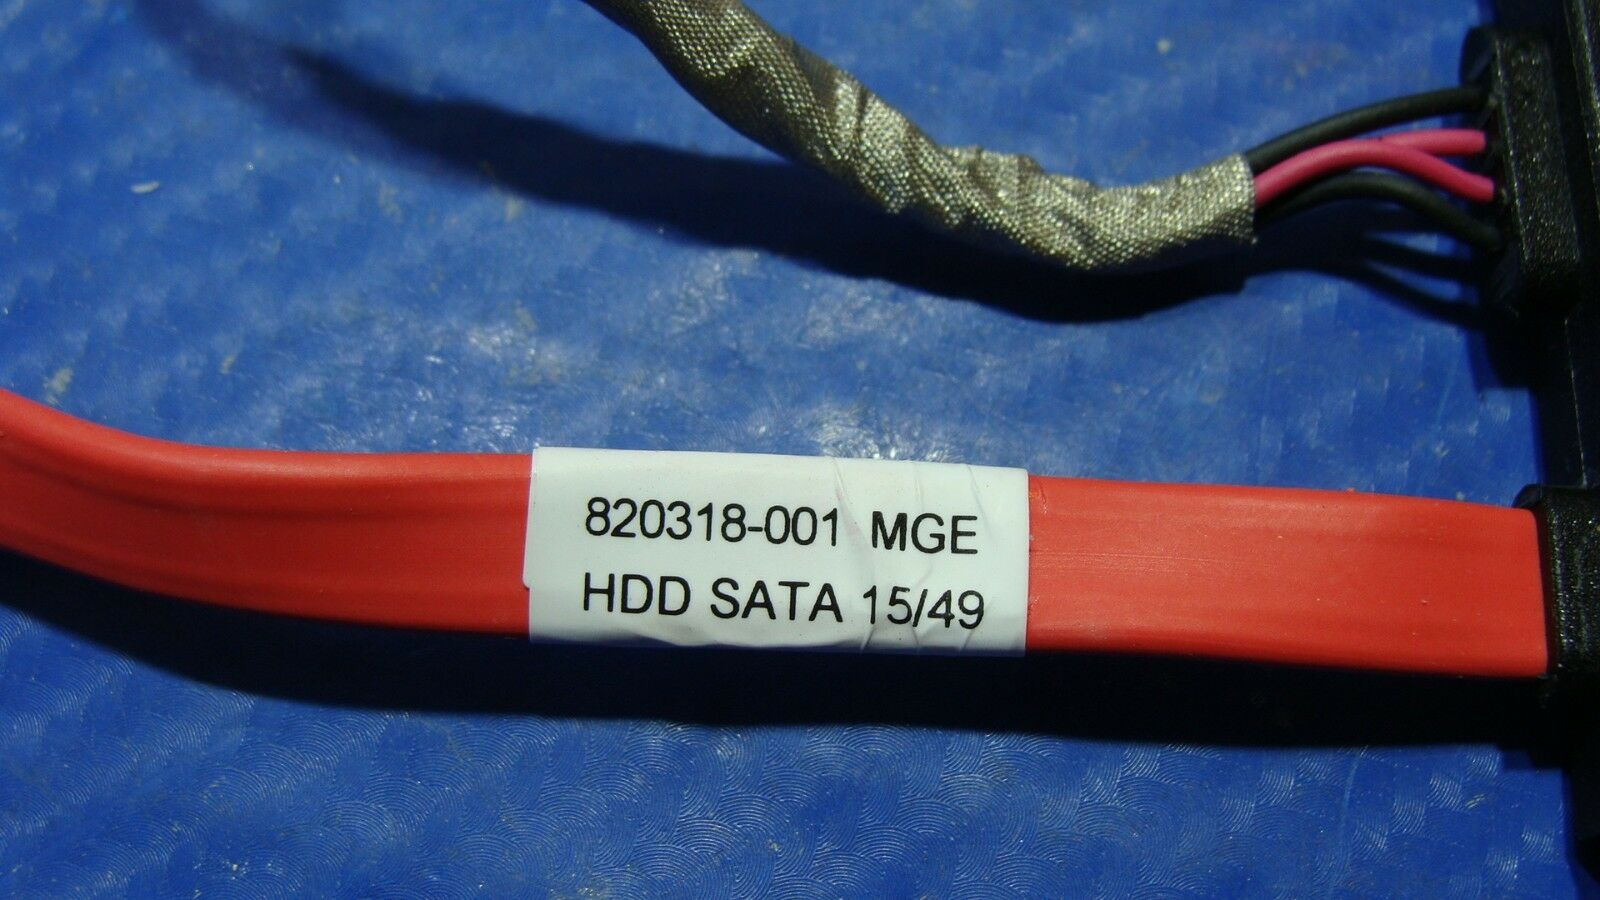 820318-001 MGE
HDD SATA 15/49